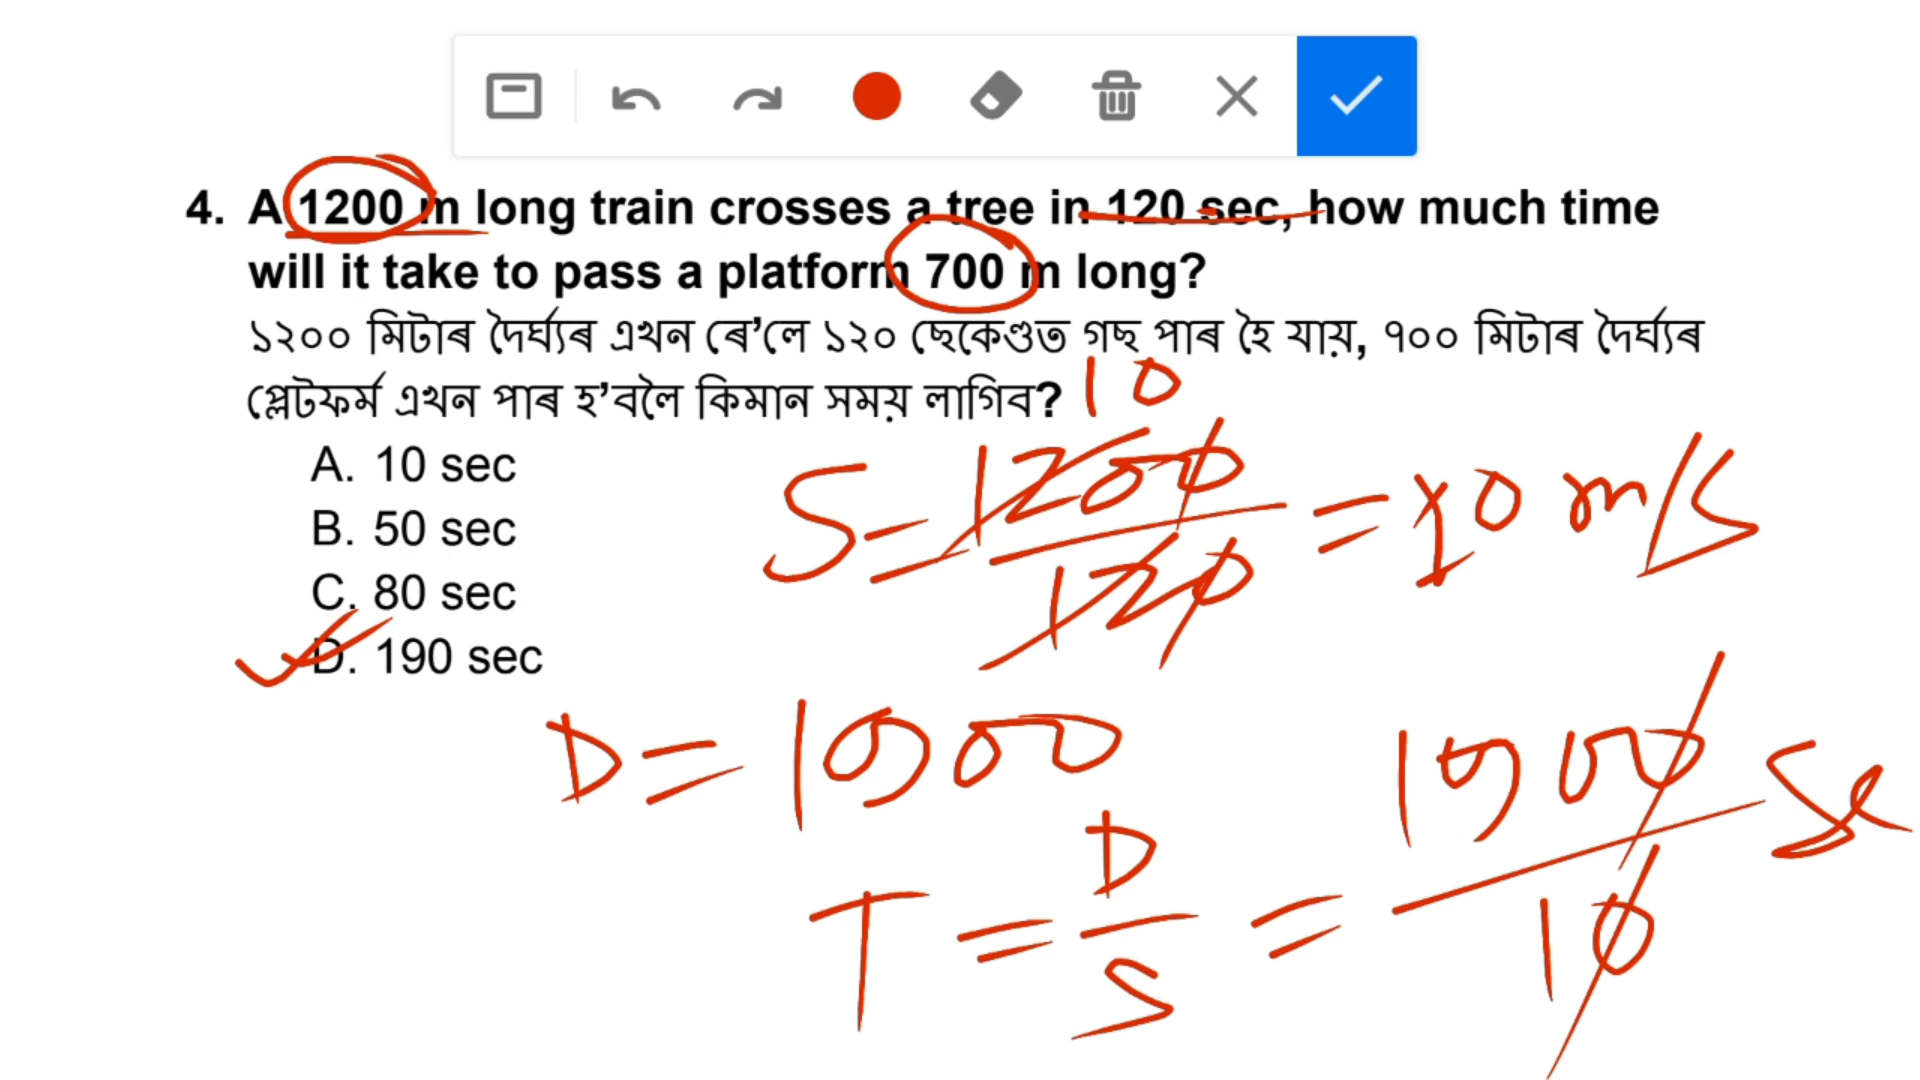 4. A 1200 m long train crosses a tree in 120 sec, how much time
will it take to pass a platform 700 m long?
১২০০ মিটাৰ দৈৰ্ঘ্যৰ এখন ৰে’লে ১২০ ছেকেণ্ডত গছ পাৰ হৈ যায়, ৭০০ মিটাৰ দৈৰ্ঘ্যৰ
প্লেটফৰ্ম এখন পাৰ হ’বলৈ কিমান সময় লাগিব?
A. 10 sec
B. 50 sec
C. 80 sec
D. 190 sec
10
S = 1200 / 120 = 10 m/s
D = 1900
T = D / S = 1900 / 10 Se